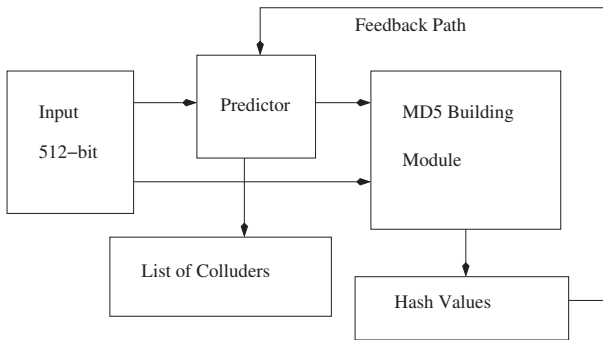 Feedback Path
Input
512−bit
Predictor
MD5 Building
Module
List of Colluders
Hash Values